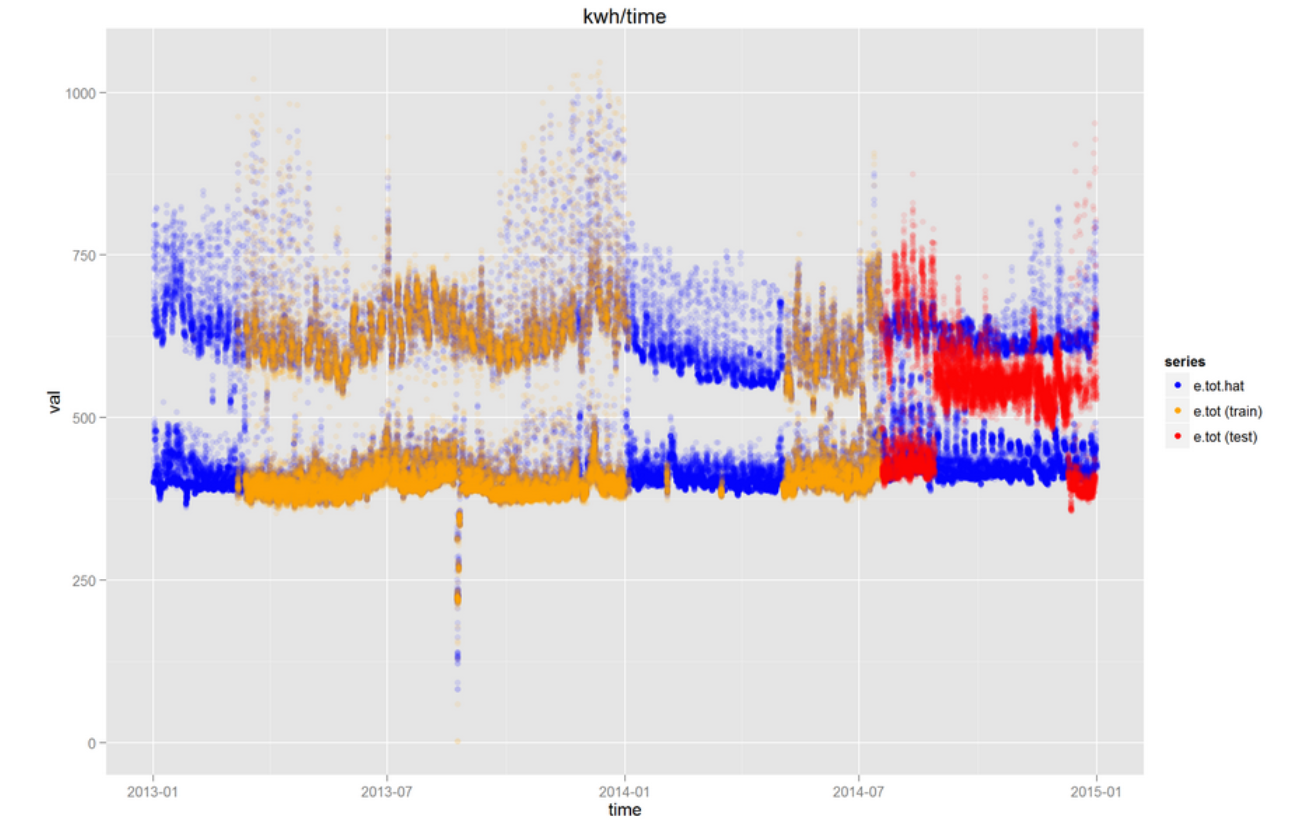 kwh/time
1000
750
500
250
0
val
2013-01
2013-07
2014-01
2014-07
2015-01
time
series
e.tot.hat
e.tot (train)
e.tot (test)